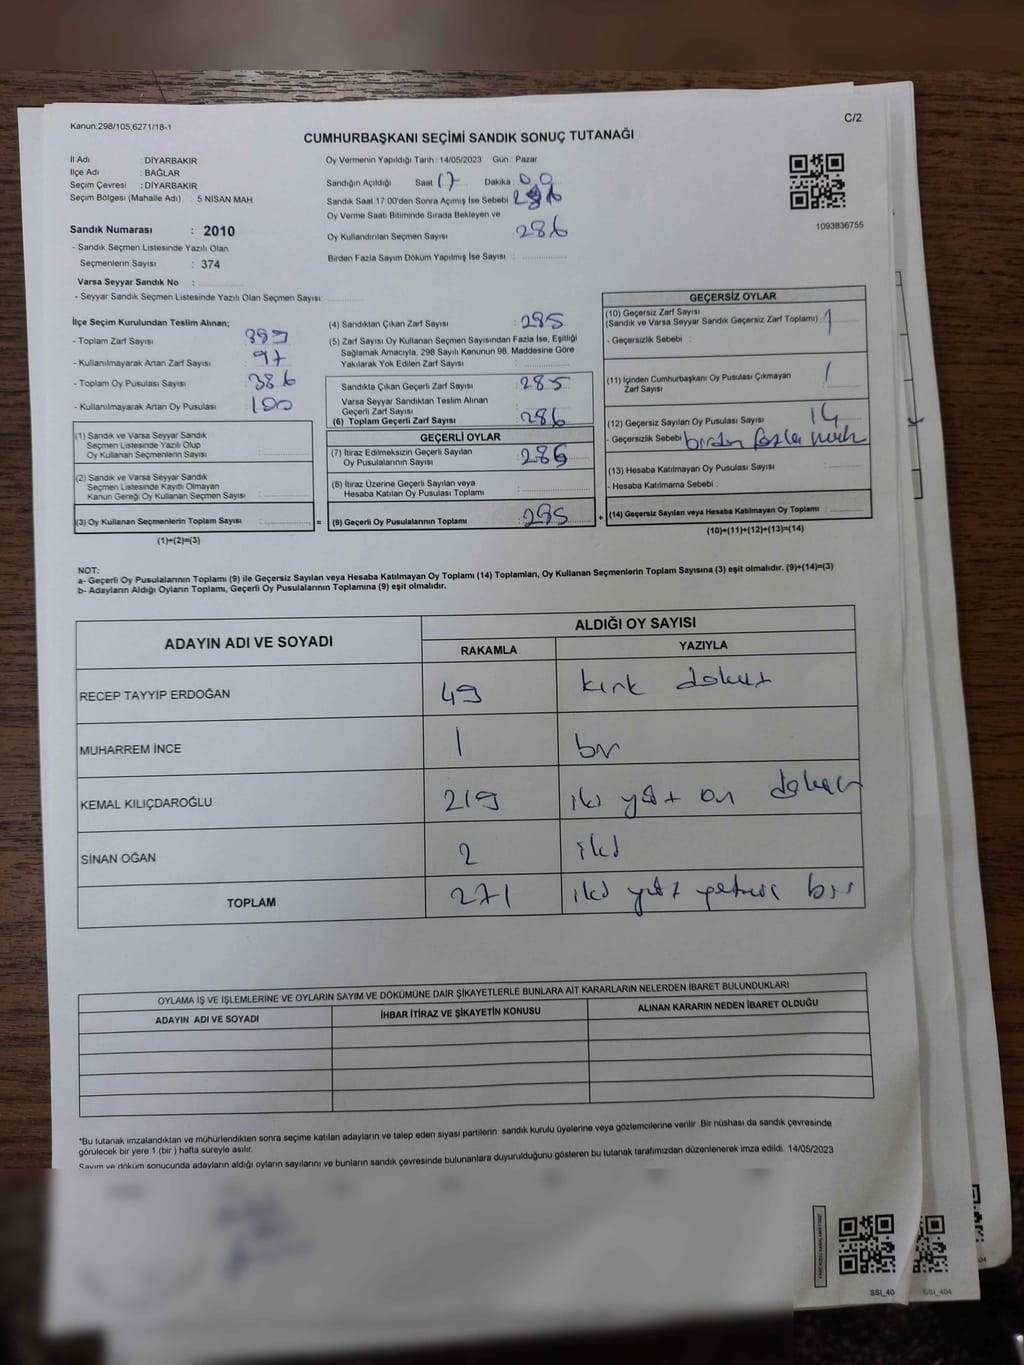 Kanun:298/105,6271/18-1
C/2
CUMHURBAŞKANI SEÇİMİ SANDIK SONUÇ TUTANAĞI
İl Adı : DİYARBAKIR
İlçe Adı : BAĞLAR
Seçim Çevresi : DİYARBAKIR
Seçim Bölgesi (Mahalle Adı) : 5 NİSAN MAH.
Sandık Numarası : 2010
- Sandık Seçmen Listesinde Yazılı Olan
Seçmenlerin Sayısı : 374
Varsa Seyyar Sandık No :
- Seyyar Sandık Seçmen Listesinde Yazılı Olan Seçmen Sayısı:
Oy Vermenin Yapıldığı Tarih :14/05/2023 Gün : Pazar
Sandığın Açıldığı Saat 17 Dakika : 00
Sandık Saat 17:00'den Sonra Açımış İse Sebebi
Oy Verme Saati Bitiminde Sırada Bekleyen ve
Oy Kullandırılan Seçmen Sayısı : 286
Birden Fazla Sayım Döküm Yapılmış İse Sayısı :
1093836755
İlçe Seçim Kurulundan Teslim Alınan;
- Toplam Zarf Sayısı : 399
- Kullanılmayarak Artan Zarf Sayısı : 97
- Toplam Oy Pusulası Sayısı : 386
- Kullanılmayarak Artan Oy Pusulası : 100
(1) Sandık ve Varsa Seyyar Sandık
Seçmen Listesinde Yazılı Olup
Oy Kullanan Seçmenlerin Sayısı :
(2) Sandık ve Varsa Seyyar Sandık
Seçmen Listesinde Kayıtlı Olmayan
Kanun Gereği Oy Kullanan Seçmen Sayısı :
(3) Oy Kullanan Seçmenlerin Toplam Sayısı : =
(1)+(2)=(3)
(4) Sandıktan Çıkan Zarf Sayısı : 285
(5) Zarf Sayısı Oy Kullanan Seçmen Sayısından Fazla İse, Eşitliği
Sağlamak Amacıyla, 298 Sayılı Kanunun 98. Maddesine Göre
Yakılarak Yok Edilen Zarf Sayısı :
Sandıkta Çıkan Geçerli Zarf Sayısı : 285
Varsa Seyyar Sandıktan Teslim Alınan
Geçerli Zarf Sayısı :
(6) Toplam Geçerli Zarf Sayısı : 286
GEÇERLİ OYLAR
(7) İtiraz Edilmeksizin Geçerli Sayılan
Oy Pusulalarının Sayısı :
(8) İtiraz Üzerine Geçerli Sayılan veya
Hesaba Katılan Oy Pusulası Toplamı :
(9) Geçerli Oy Pusulalarının Toplamı : 285 +
GEÇERSİZ OYLAR
(10) Geçersiz Zarf Sayısı
(Sandık ve Varsa Seyyar Sandık Geçersiz Zarf Toplamı) : 1
- Geçersizlik Sebebi :
(11) İçinden Cumhurbaşkanı Oy Pusulası Çıkmayan
Zarf Sayısı : 1
(12) Geçersiz Sayılan Oy Pusulası Sayısı : 14
- Geçersizlik Sebebi : birden fazla
(13) Hesaba Katılmayan Oy Pusulası Sayısı :
- Hesaba Katılmama Sebebi :
(14) Geçersiz Sayılan veya Hesaba Katılmayan Oy Toplamı :
(10)+(11)+(12)+(13)=(14)
NOT:
a- Geçerli Oy Pusulalarının Toplamı (9) ile Geçersiz Sayılan veya Hesaba Katılmayan Oy Toplamı (14) Toplamları, Oy Kullanan Seçmenlerin Toplam Sayısına (3) eşit olmalıdır. (9)+(14)=(3)
b- Adayların Aldığı Oyların Toplamı, Geçerli Oy Pusulalarının Toplamına (9) eşit olmalıdır.
ADAYIN ADI VE SOYADI
ALDIĞI OY SAYISI
RAKAMLA YAZIYLA
RECEP TAYYİP ERDOĞAN 49 kırk dokuz
MUHARREM İNCE 1 bir
KEMAL KILIÇDAROĞLU 219 iki yüz on dokuz
SİNAN OĞAN 2 iki
TOPLAM 271 iki yüz yetmiş bir
OYLAMA İŞ VE İŞLEMLERİNE VE OYLARIN SAYIM VE DÖKÜMÜNE DAİR ŞİKAYETLERLE BUNLARA AİT KARARLARIN NELERDEN İBARET BULUNDUKLARI
ADAYIN ADI VE SOYADI İHBAR İTİRAZ VE ŞİKAYETİN KONUSU ALINAN KARARIN NEDEN İBARET OLDUĞU
*Bu tutanak imzalandıktan ve mühürlendikten sonra seçime katılan adayların ve talep eden siyasi partilerin sandık kurulu üyelerine veya gözlemcilerine verilir. Bir nüshası da sandık çevresinde
görülecek bir yere 1 (bir) hafta süreyle asılır.
Sayım ve döküm sonucunda adayların aldığı oyların sayılarını ve bunların sandık çevresinde bulunanlara duyurulduğunu gösteren bu tutanak tarafımızdan düzenlenerek imza edildi. 14/05/2023
SSI_40
SSI_404